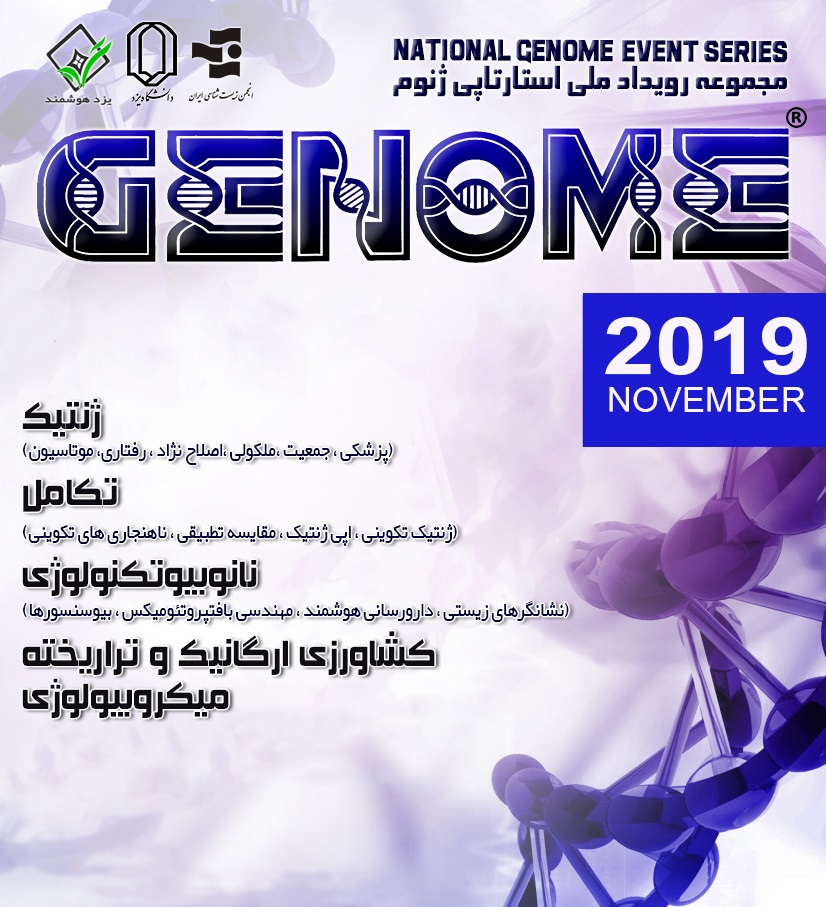 یزد هوشمند
دانشگاه یزد
انجمن زیست شناسی ایران
NATIONAL GENOME EVENT SERIES
مجموعه رویداد ملی استارتاپی ژنوم
GENOME®
2019
NOVEMBER
ژنتیک
(پزشکی ، جمعیت ،ملکولی ،اصلاح نژاد ، رفتاری، موتاسیون)
تکامل
(ژنتیک تکوینی ، اپی ژنتیک ، مقایسه تطبیقی ، ناهنجاری های تکوینی)
نانوبیوتکنولوژی
(نشانگرهای زیستی ، دارورسانی هوشمند ، مهندسی بافتپروتئومیکس ، بیوسنسورها)
کشاورزی ارگانیک و تراریخته
میکروبیولوژی